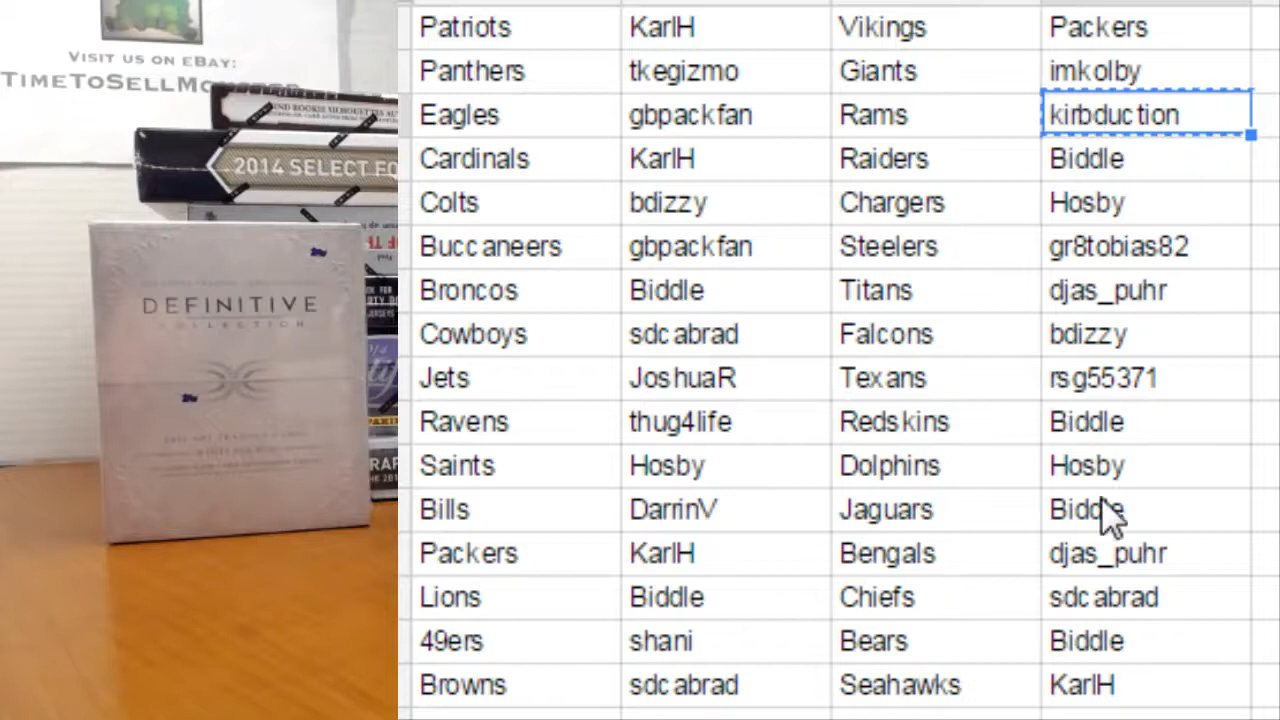 VISIT US ON EBAY:
2014 SELECT
DEFINITIVE
COLLECTION
Patriots KarlH Vikings Packers
Panthers tkegizmo Giants imkolby
Eagles gbpackfan Rams kirbduction
Cardinals KarlH Raiders Biddle
Colts bdizzy Chargers Hosby
Buccaneers gbpackfan Steelers gr8tobias82
Broncos Biddle Titans djas_puhr
Cowboys sdcabrad Falcons bdizzy
Jets JoshuaR Texans rsg55371
Ravens thug4life Redskins Biddle
Saints Hosby Dolphins Hosby
Bills DarrinV Jaguars Biddle
Packers KarlH Bengals djas_puhr
Lions Biddle Chiefs sdcabrad
49ers shani Bears Biddle
Browns sdcabrad Seahawks KarlH